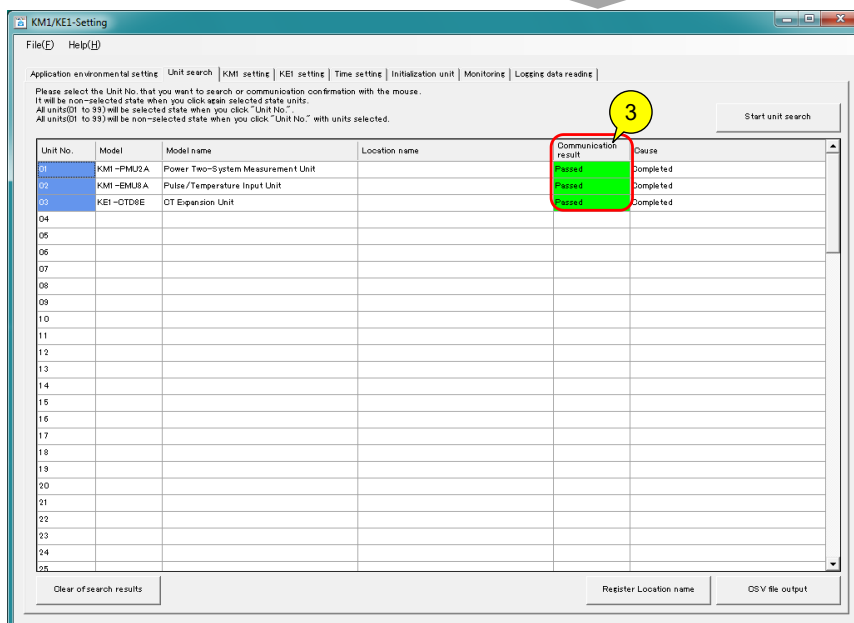 KM1/KE1-Setting
File(F) Help(H)
Application environmental setting Unit search KM1 setting KE1 setting Time setting Initialization unit Monitoring Logging data reading
Please select the Unit No. that you want to search or communication confirmation with the mouse.
It will be non-selected state when you click again selected state units.
All units(01 to 99) will be selected state when you click "Unit No.".
All units(01 to 99) will be non-selected state when you click "Unit No." with units selected.
3
Start unit search
Unit No. Model Model name Location name Communication result Cause
01 KM1-PMU2A Power Two-System Measurement Unit Passed Completed
02 KM1-EMU8A Pulse/Temperature Input Unit Passed Completed
03 KE1-CTD8E CT Expansion Unit Passed Completed
04
05
06
07
08
09
10
11
12
13
14
15
16
17
18
19
20
21
22
23
24
25
Clear of search results Register Location name CSV file output